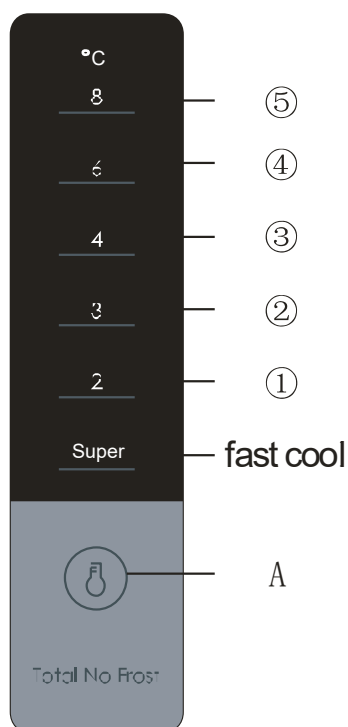 °C
8 ⑤
6 ④
4 ③
3 ②
2 ①
Super fast cool
A
Total No Frost